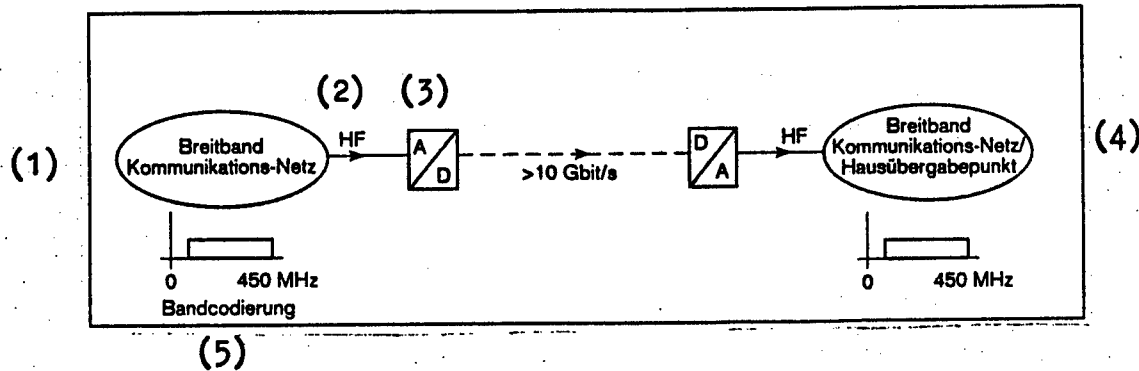 (2)
(3)
(1)
Breitband
Kommunikations-Netz
HF
A
D
>10 Gbit/s
D
A
HF
Breitband
Kommunikations-Netz/
Hausübergabepunkt
(4)
0
450 MHz
Bandcodierung
0
450 MHz
(5)